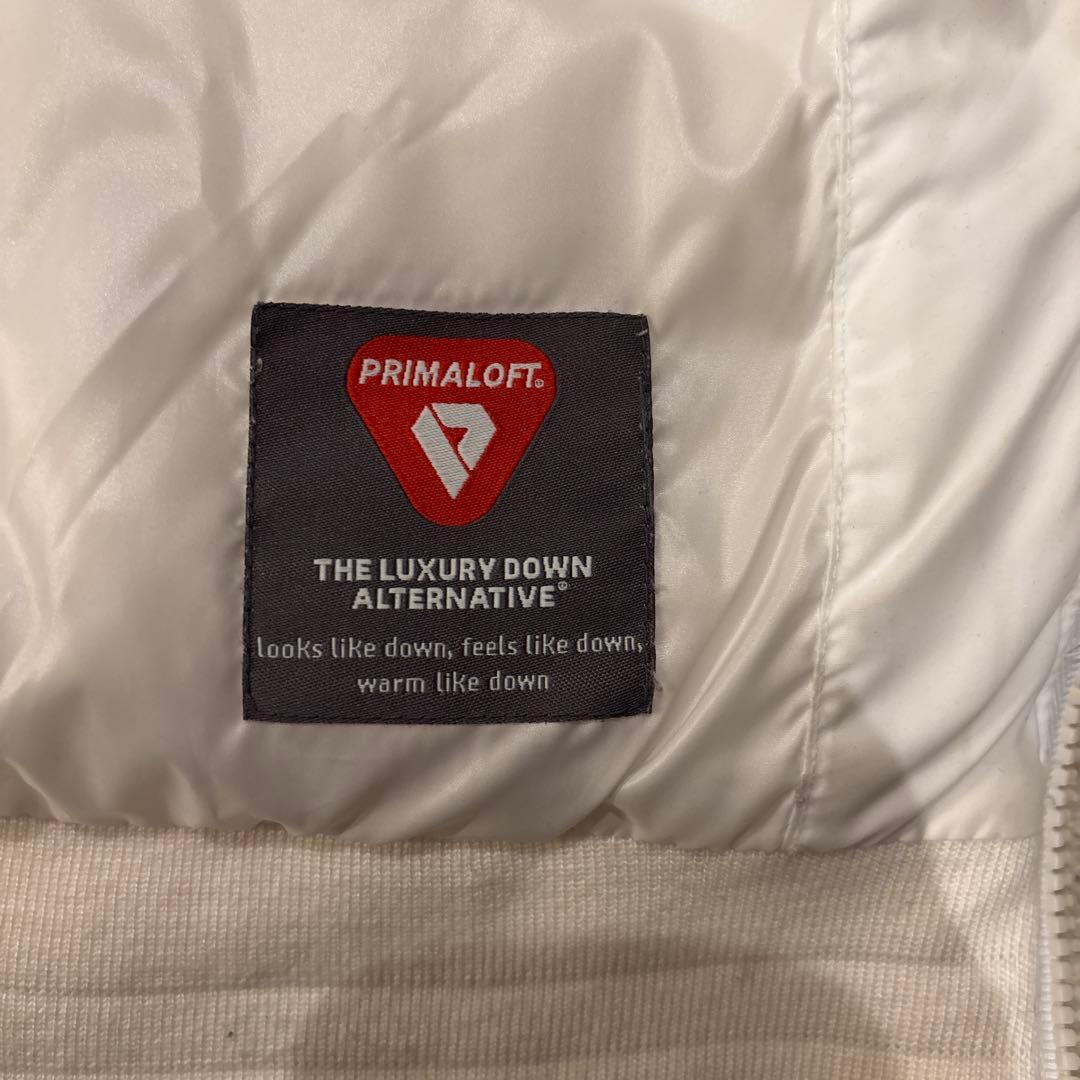 PRIMALOFT®
THE LUXURY DOWN
ALTERNATIVE®
looks like down, feels like down,
warm like down